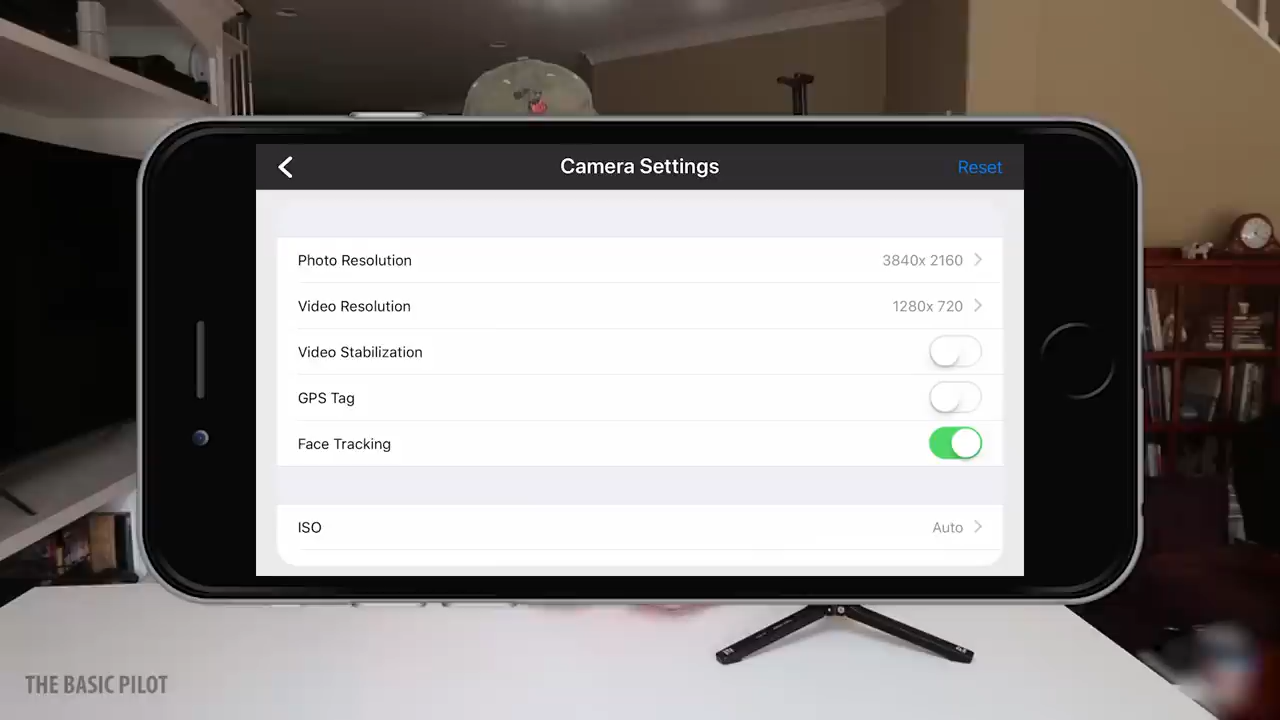 Camera Settings
Reset
Photo Resolution 3840x 2160
Video Resolution 1280x 720
Video Stabilization
GPS Tag
Face Tracking
ISO Auto
THE BASIC PILOT